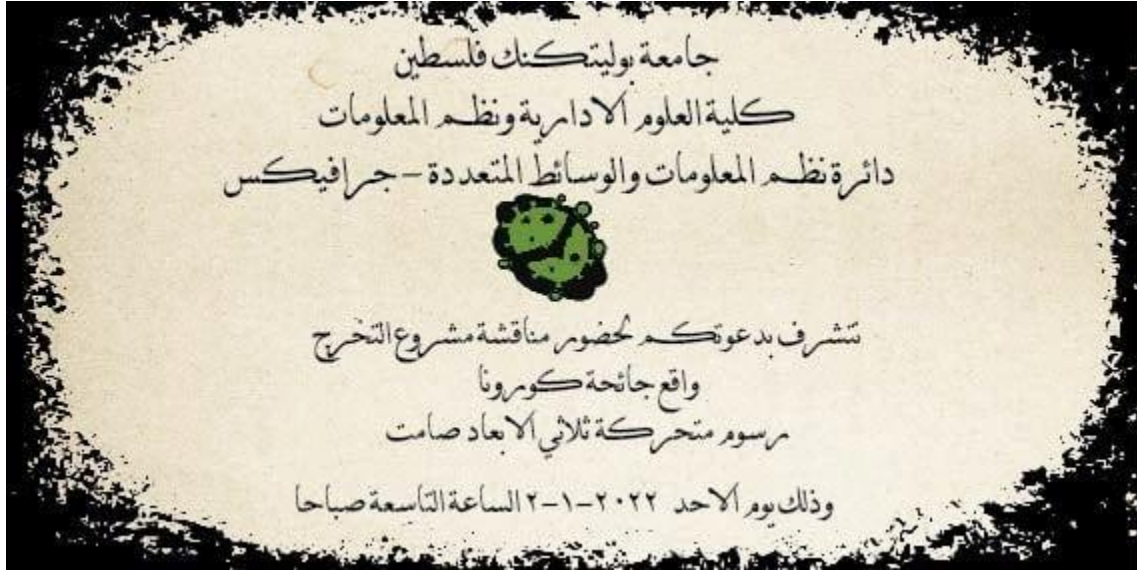 جامعة بوليتكنك فلسطين
كلية العلوم الادارية ونظم المعلومات
دائرة نظم المعلومات والوسائط المتعددة - جرافيكس
نتشرف بدعوتكم لحضور مناقشة مشروع التخرج
واقع جائحة كورونا
رسوم متحركة ثلاثي الابعاد صامت
وذلك يوم الاحد ٢٠٢٢-١-٢ الساعة التاسعة صباحا